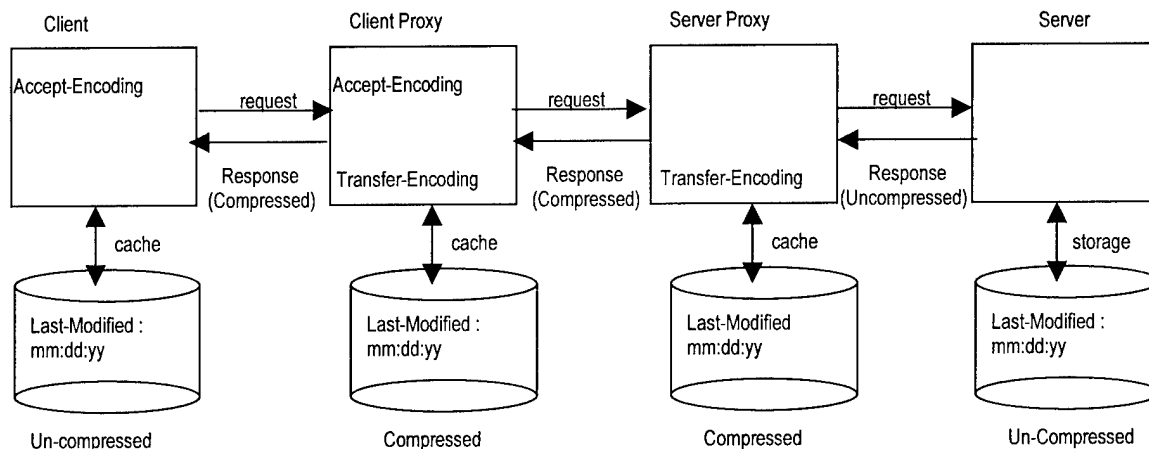 Client
Client Proxy
Server Proxy
Server
Accept-Encoding
request
Accept-Encoding
request
request
Response
(Compressed)
Transfer-Encoding
Response
(Compressed)
Transfer-Encoding
Response
(Uncompressed)
cache
cache
cache
storage
Last-Modified :
mm:dd:yy
Last-Modified :
mm:dd:yy
Last-Modified
mm:dd:yy
Last-Modified :
mm:dd:yy
Un-compressed
Compressed
Compressed
Un-Compressed